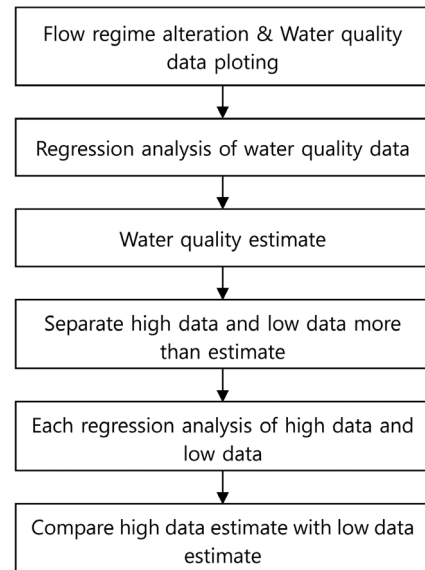 Flow regime alteration & Water quality
data ploting
Regression analysis of water quality data
Water quality estimate
Separate high data and low data more
than estimate
Each regression analysis of high data and
low data
Compare high data estimate with low data
estimate